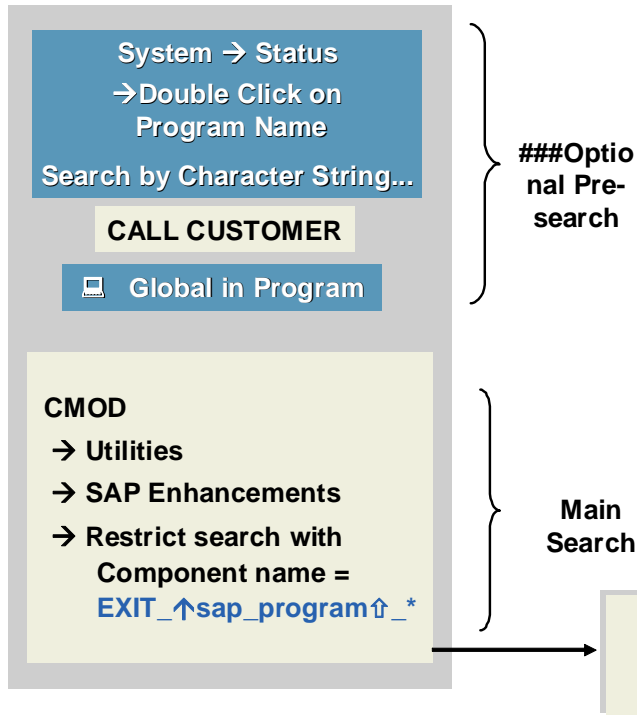 System → Status
→Double Click on
Program Name
Search by Character String...
CALL CUSTOMER
Global in Program
###Optio
nal Pre-
search
CMOD
→ Utilities
→ SAP Enhancements
→ Restrict search with
Component name =
EXIT_↑sap_program⇧_*
Main
Search